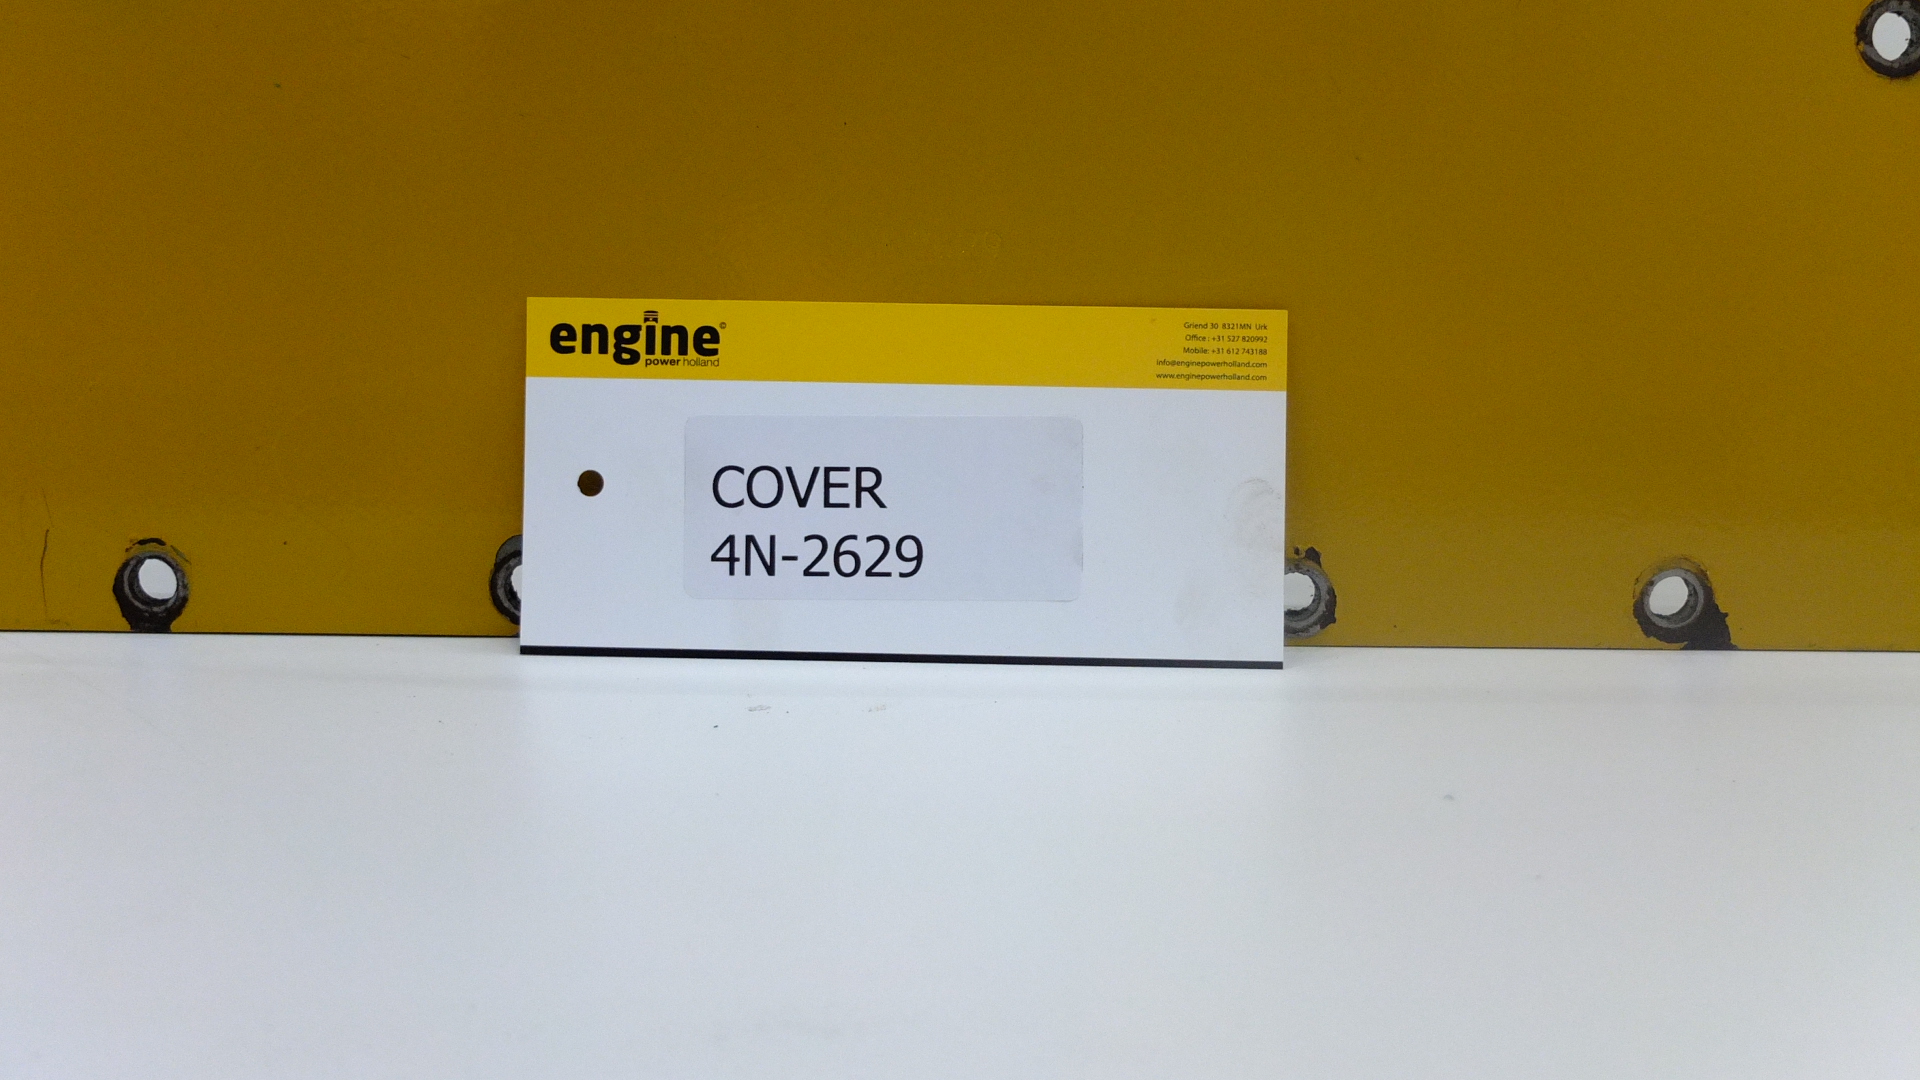 engine©
power holland
Griend 30 8321MN Urk
Office : +31 527 820992
Mobile: +31 612 743188
info@enginepowerholland.com
www.enginepowerholland.com
COVER
4N-2629